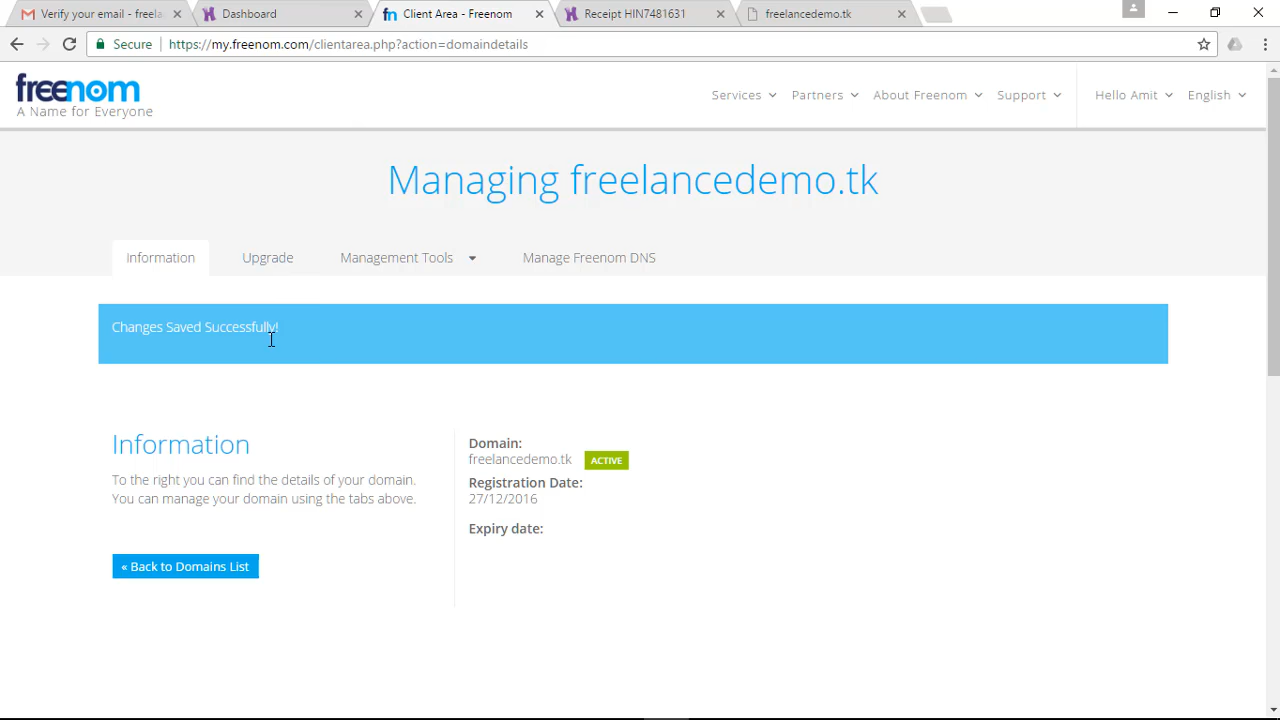 Verify your email - freela
Dashboard
Client Area - Freenom
Receipt HIN7481631
freelancedemo.tk
Secure
https://my.freenom.com/clientarea.php?action=domaindetails
freenom
A Name for Everyone
Services
Partners
About Freenom
Support
Hello Amit
English
Managing freelancedemo.tk
Information
Upgrade
Management Tools
Manage Freenom DNS
Changes Saved Successfully!
Information
To the right you can find the details of your domain.
You can manage your domain using the tabs above.
« Back to Domains List
Domain:
freelancedemo.tk ACTIVE
Registration Date:
27/12/2016
Expiry date: